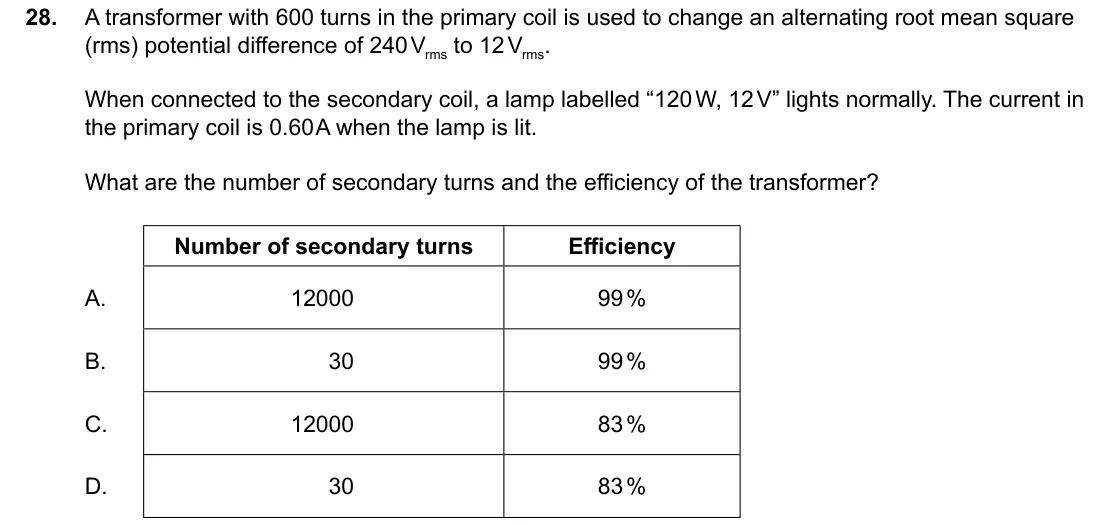 28. A transformer with 600 turns in the primary coil is used to change an alternating root mean square
(rms) potential difference of 240 Vrms to 12 Vrms.
When connected to the secondary coil, a lamp labelled “120 W, 12 V” lights normally. The current in
the primary coil is 0.60 A when the lamp is lit.
What are the number of secondary turns and the efficiency of the transformer?
Number of secondary turns Efficiency
A. 12000 99 %
B. 30 99 %
C. 12000 83 %
D. 30 83 %